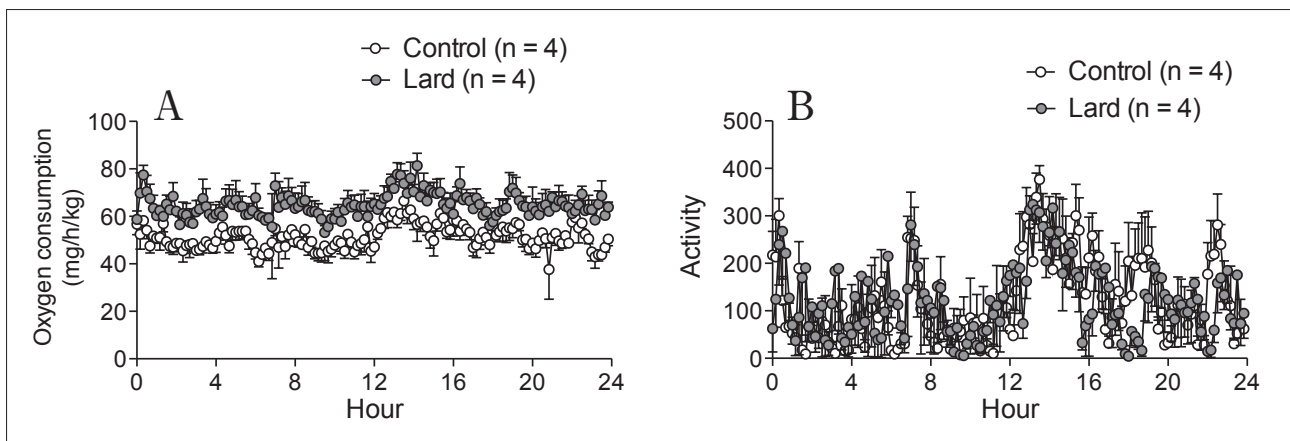 Control (n = 4)
Lard (n = 4)
A
100
80
60
40
20
0
Oxygen consumption
(mg/h/kg)
0 4 8 12 16 20 24
Hour
Control (n = 4)
Lard (n = 4)
B
500
400
300
200
100
0
Activity
0 4 8 12 16 20 24
Hour